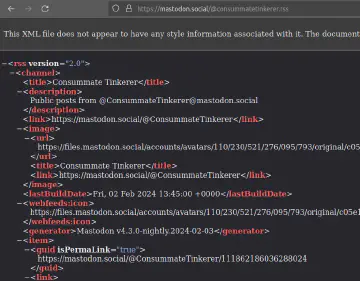 https://mastodon.social/@consummatetinkerer.rss
This XML file does not appear to have any style information associated with it. The document
−<rss version="2.0">
−<channel>
<title>Consummate Tinkerer</title>
−<description>
Public posts from @ConsummateTinkerer@mastodon.social
</description>
<link>https://mastodon.social/@ConsummateTinkerer</link>
−<image>
−<url>
https://files.mastodon.social/accounts/avatars/110/230/521/276/095/793/original/c05
</url>
<title>Consummate Tinkerer</title>
<link>https://mastodon.social/@ConsummateTinkerer</link>
</image>
<lastBuildDate>Fri, 02 Feb 2024 13:45:00 +0000</lastBuildDate>
−<webfeeds:icon>
https://files.mastodon.social/accounts/avatars/110/230/521/276/095/793/original/c05e1
</webfeeds:icon>
<generator>Mastodon v4.3.0-nightly.2024-02-03</generator>
−<item>
−<guid isPermaLink="true">
https://mastodon.social/@ConsummateTinkerer/111862186036288024
</guid>
−<link>